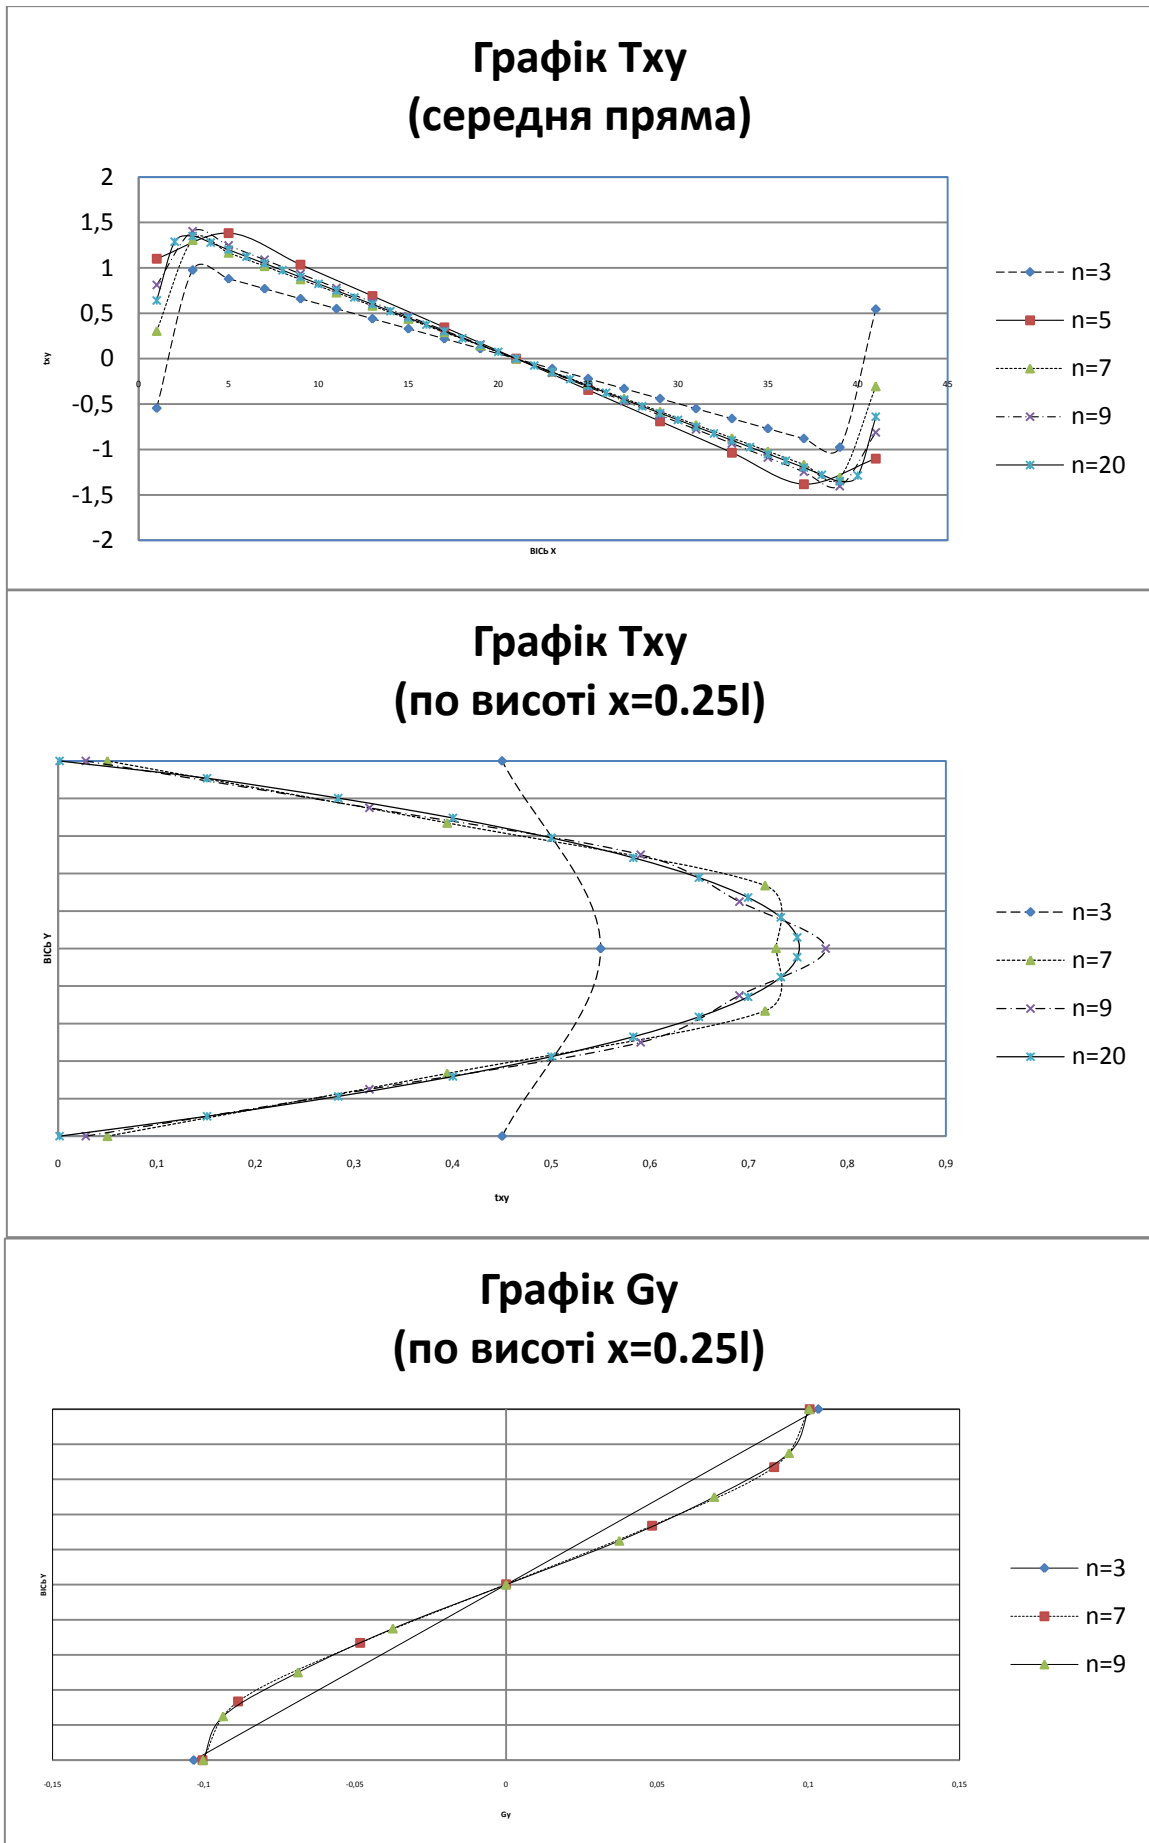 Графік Тху
(середня пряма)
2
1,5
1
0,5
0
-0,5
-1
-1,5
-2
txy
0 5 10 15 20 25 30 35 40 45
ВІСЬ Х
n=3
n=5
n=7
n=9
n=20
Графік Тху
(по висоті х=0.25l)
ВІСЬ Y
0 0,1 0,2 0,3 0,4 0,5 0,6 0,7 0,8 0,9
txy
n=3
n=7
n=9
n=20
Графік Gy
(по висоті х=0.25l)
ВІСЬ Y
-0,15 -0,1 -0,05 0 0,05 0,1 0,15
Gy
n=3
n=7
n=9